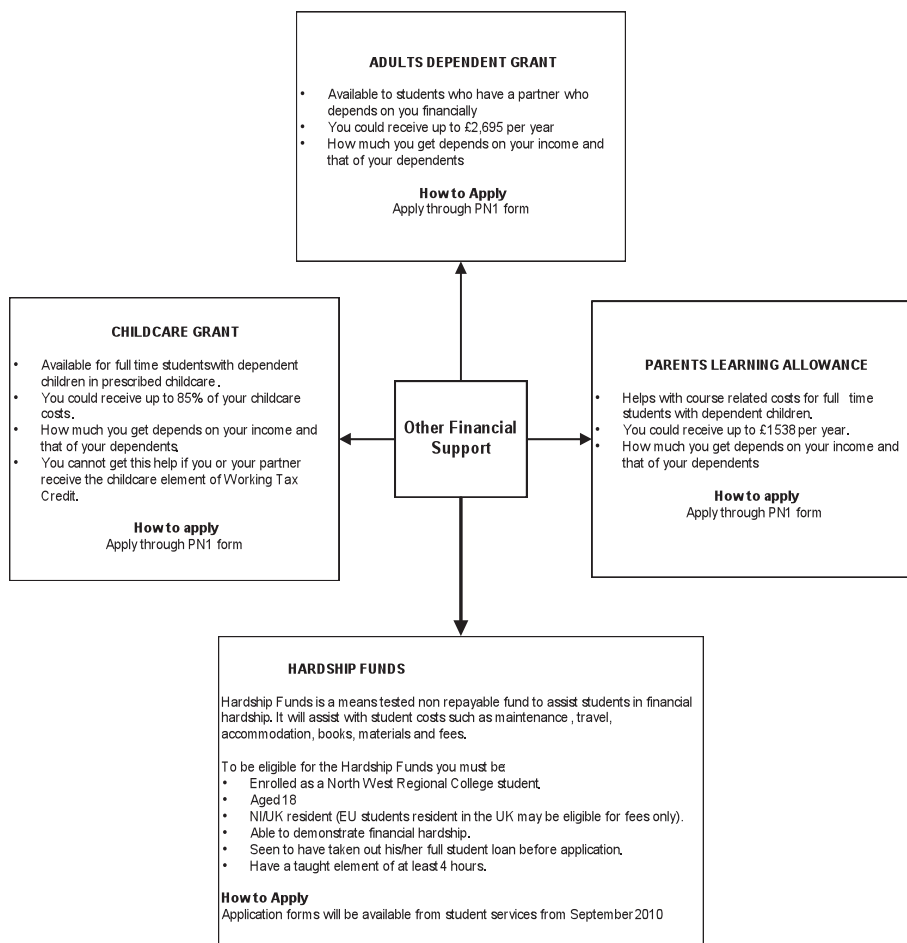 ADULTS DEPENDENT GRANT
• Available to students who have a partner who
depends on you financially
• You could receive up to £2,695 per year
• How much you get depends on your income and
that of your dependents
How to Apply
Apply through PN1 form
CHILDCARE GRANT
• Available for full time studentswith dependent
children in prescribed childcare .
• You could receive up to 85% of your childcare
costs.
• How much you get depends on your income and
that of your dependents.
• You cannot get this help if you or your partner
receive the childcare element of Working Tax
Credit.
How to apply
Apply through PN1 form
Other Financial
Support
PARENTS LEARNING ALLOWANCE
• Helps with course related costs for full time
students with dependent children.
• You could receive up to £1538 per year.
• How much you get depends on your income and
that of your dependents
How to apply
Apply through PN1 form
HARDSHIP FUNDS
Hardship Funds is a means tested non repayable fund to assist students in financial
hardship. It will assist with student costs such as maintenance , travel,
accommodation, books, materials and fees.
To be eligible for the Hardship Funds you must be:
• Enrolled as a North West Regional College student.
• Aged 18
• NI/UK resident (EU students resident in the UK may be eligible for fees only).
• Able to demonstrate financial hardship.
• Seen to have taken out his/her full student loan before application.
• Have a taught element of at least 4 hours.
How to Apply
Application forms will be available from student services from September 2010